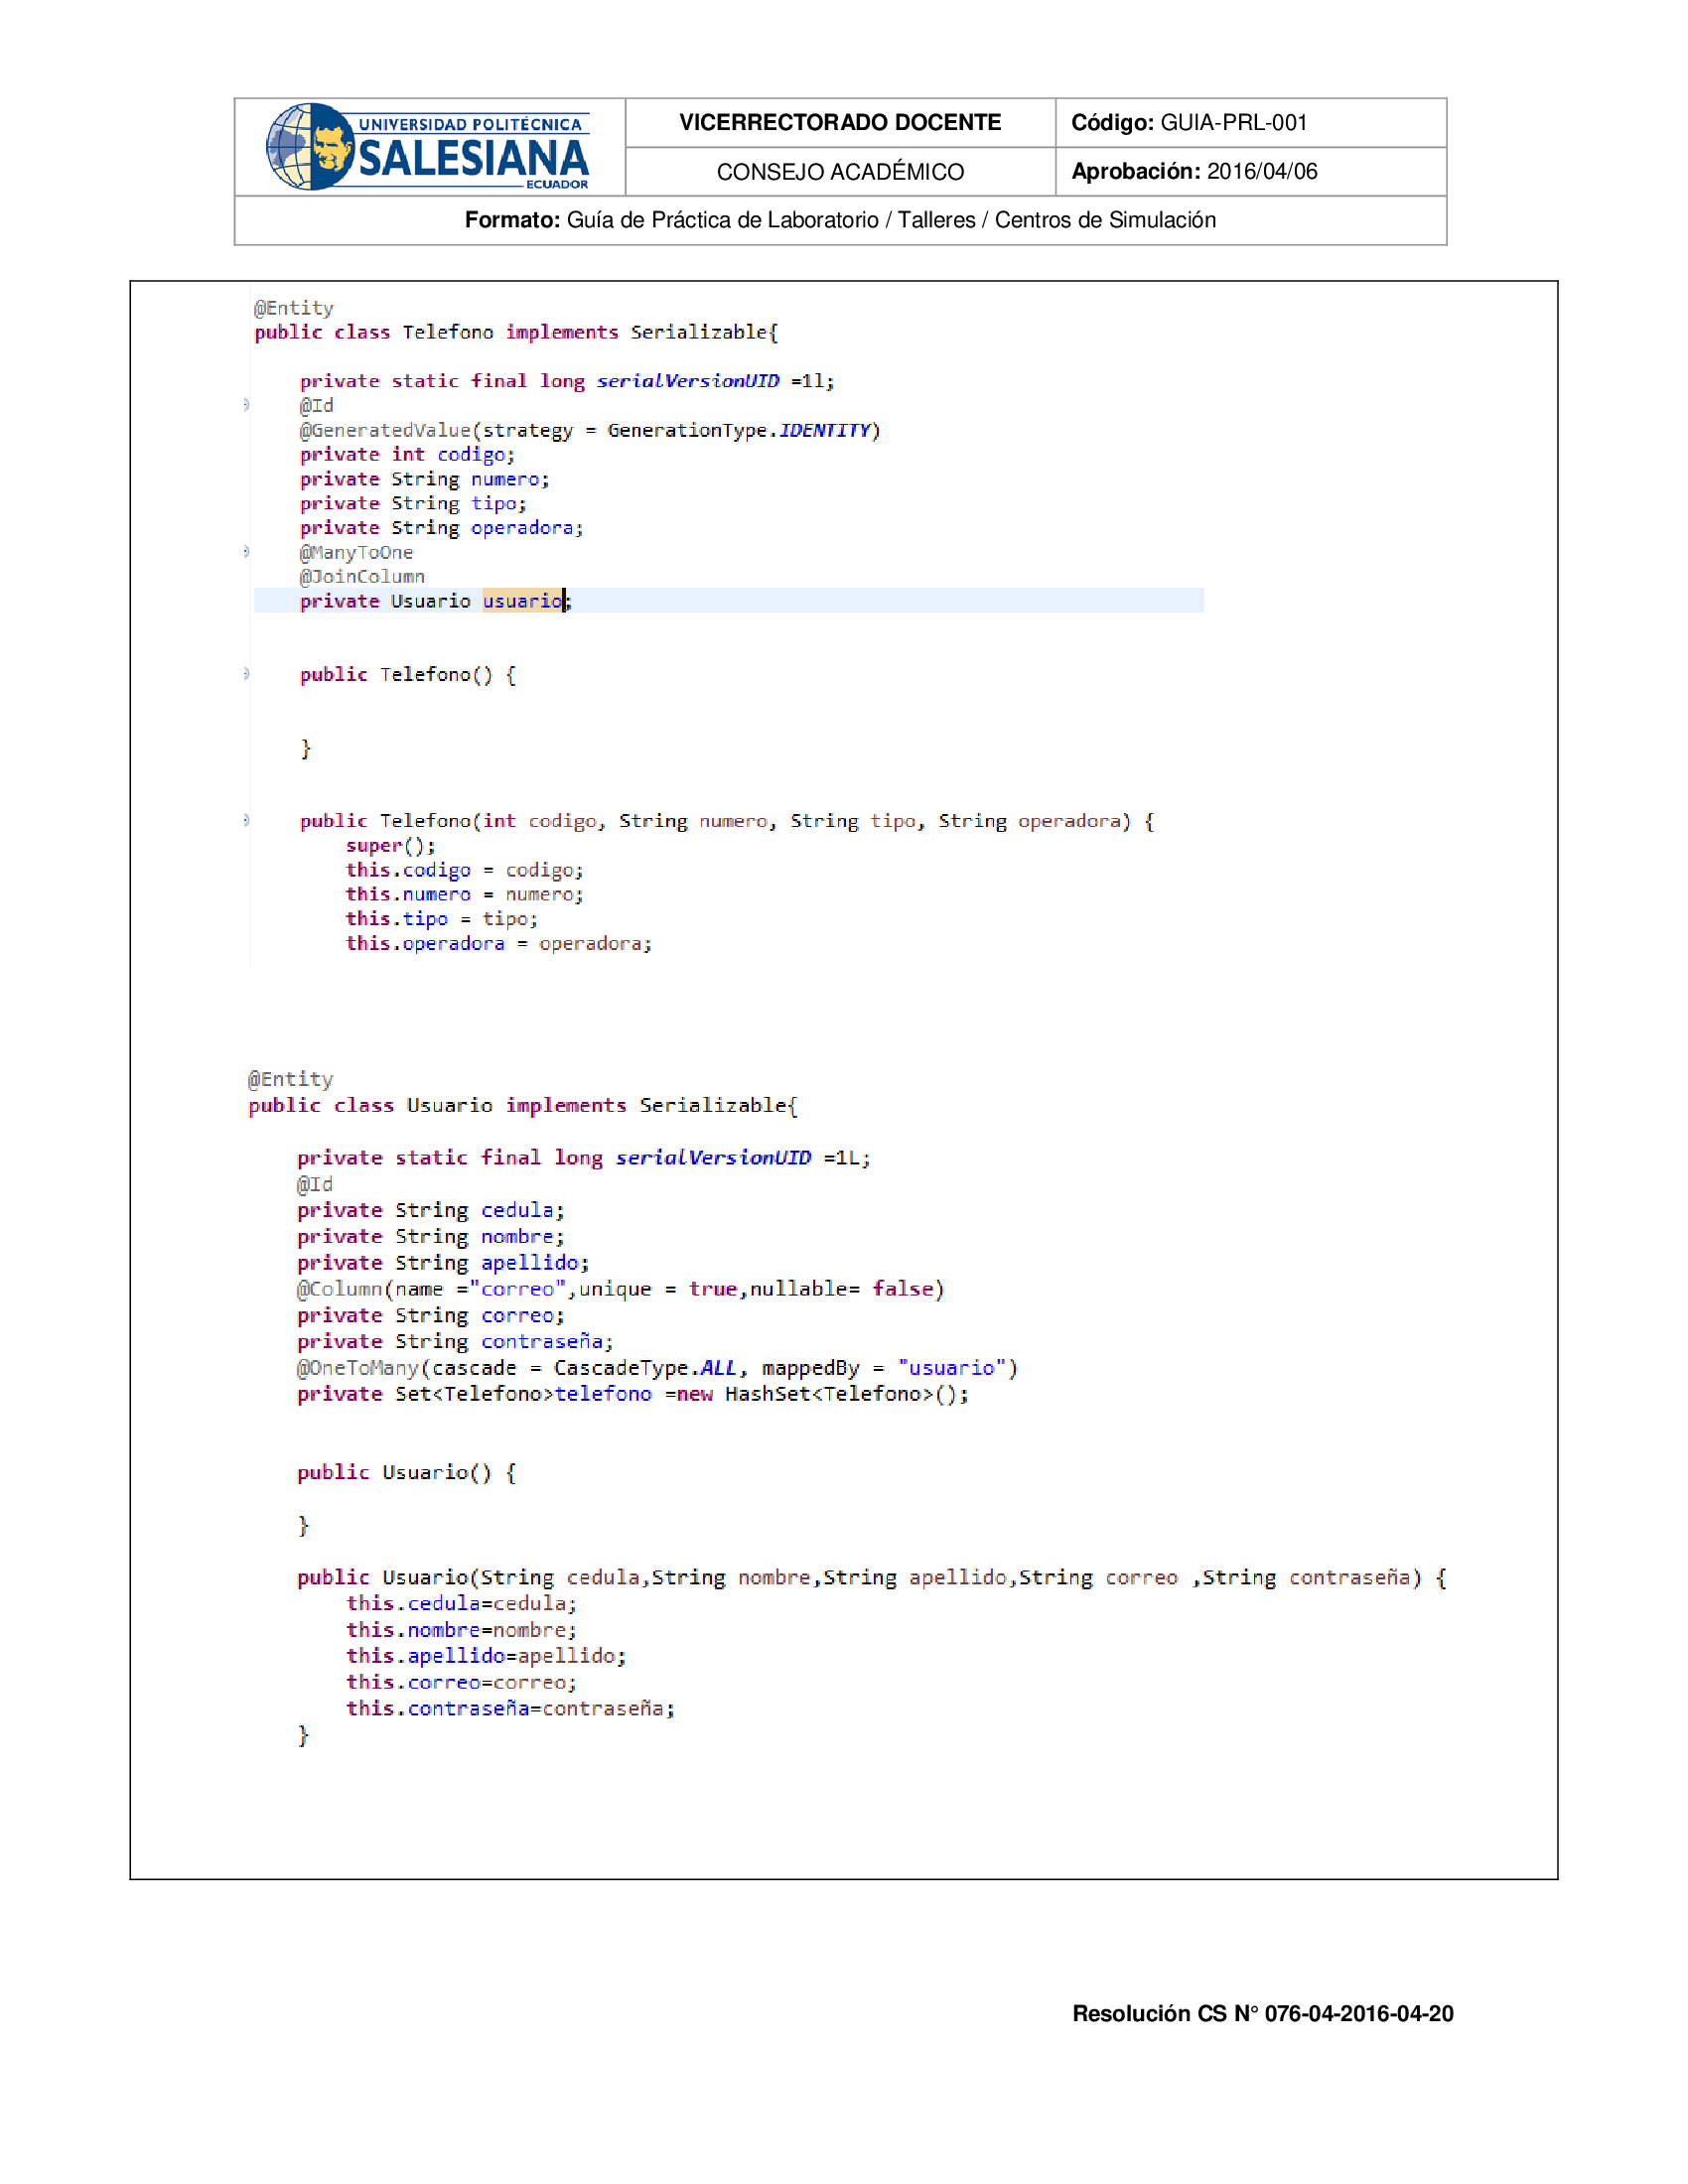 UNIVERSIDAD POLITÉCNICA
SALESIANA
ECUADOR
VICERRECTORADO DOCENTE
Código: GUIA-PRL-001
CONSEJO ACADÉMICO
Aprobación: 2016/04/06
Formato: Guía de Práctica de Laboratorio / Talleres / Centros de Simulación
@Entity
public class Telefono implements Serializable{
private static final long serialVersionUID =1l;
@Id
@GeneratedValue(strategy = GenerationType.IDENTITY)
private int codigo;
private String numero;
private String tipo;
private String operadora;
@ManyToOne
@JoinColumn
private Usuario usuario;
public Telefono() {
}
public Telefono(int codigo, String numero, String tipo, String operadora) {
super();
this.codigo = codigo;
this.numero = numero;
this.tipo = tipo;
this.operadora = operadora;
@Entity
public class Usuario implements Serializable{
private static final long serialVersionUID =1L;
@Id
private String cedula;
private String nombre;
private String apellido;
@Column(name ="correo",unique = true,nullable= false)
private String correo;
private String contraseña;
@OneToMany(cascade = CascadeType.ALL, mappedBy = "usuario")
private Set<Telefono>telefono =new HashSet<Telefono>();
public Usuario() {
}
public Usuario(String cedula,String nombre,String apellido,String correo ,String contraseña) {
this.cedula=cedula;
this.nombre=nombre;
this.apellido=apellido;
this.correo=correo;
this.contraseña=contraseña;
}
Resolución CS N° 076-04-2016-04-20